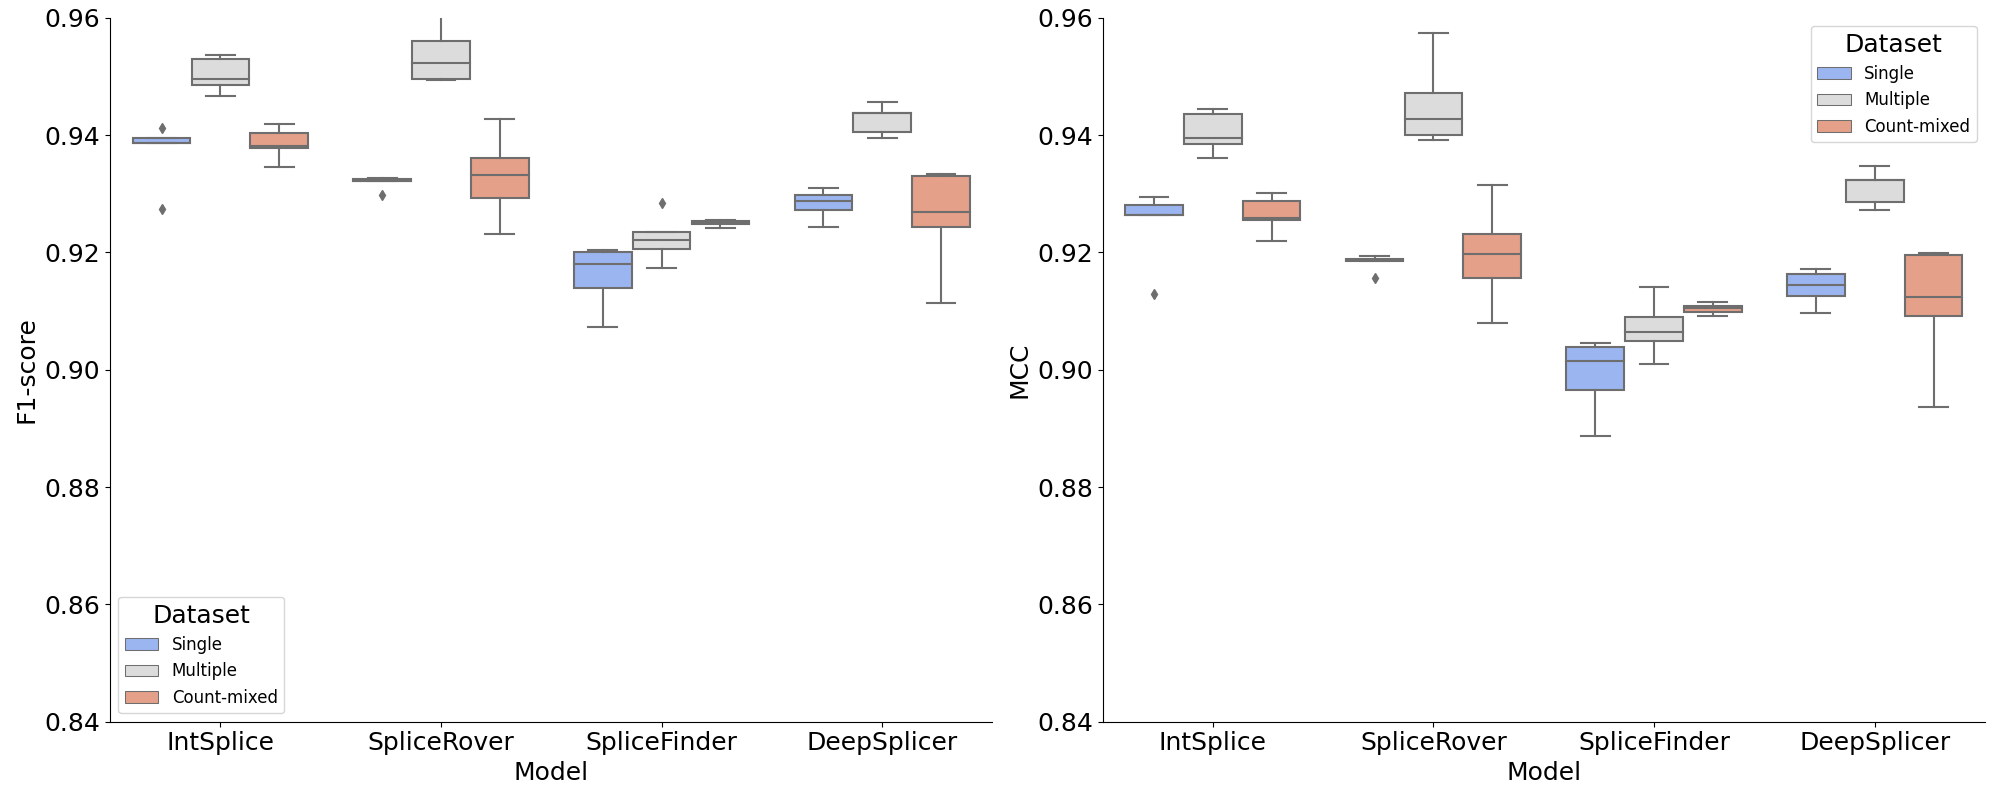 0.96
0.94
0.92
0.90
0.88
0.86
0.84
F1-score
Dataset
Single
Multiple
Count-mixed
IntSplice SpliceRover SpliceFinder DeepSplicer
Model
0.96
0.94
0.92
0.90
0.88
0.86
0.84
MCC
Dataset
Single
Multiple
Count-mixed
IntSplice SpliceRover SpliceFinder DeepSplicer
Model